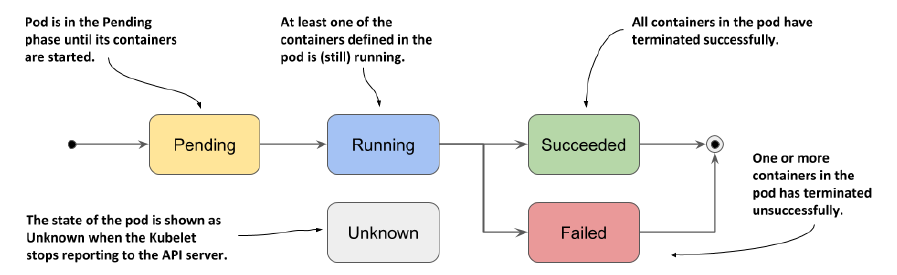 Pod is in the Pending
phase until its containers
are started.
At least one of the
containers defined in the
pod is (still) running.
All containers in the pod have
terminated successfully.
Pending
Running
Succeeded
One or more
containers in the
pod has terminated
unsuccessfully.
The state of the pod is shown as
Unknown when the Kubelet
stops reporting to the API server.
Unknown
Failed